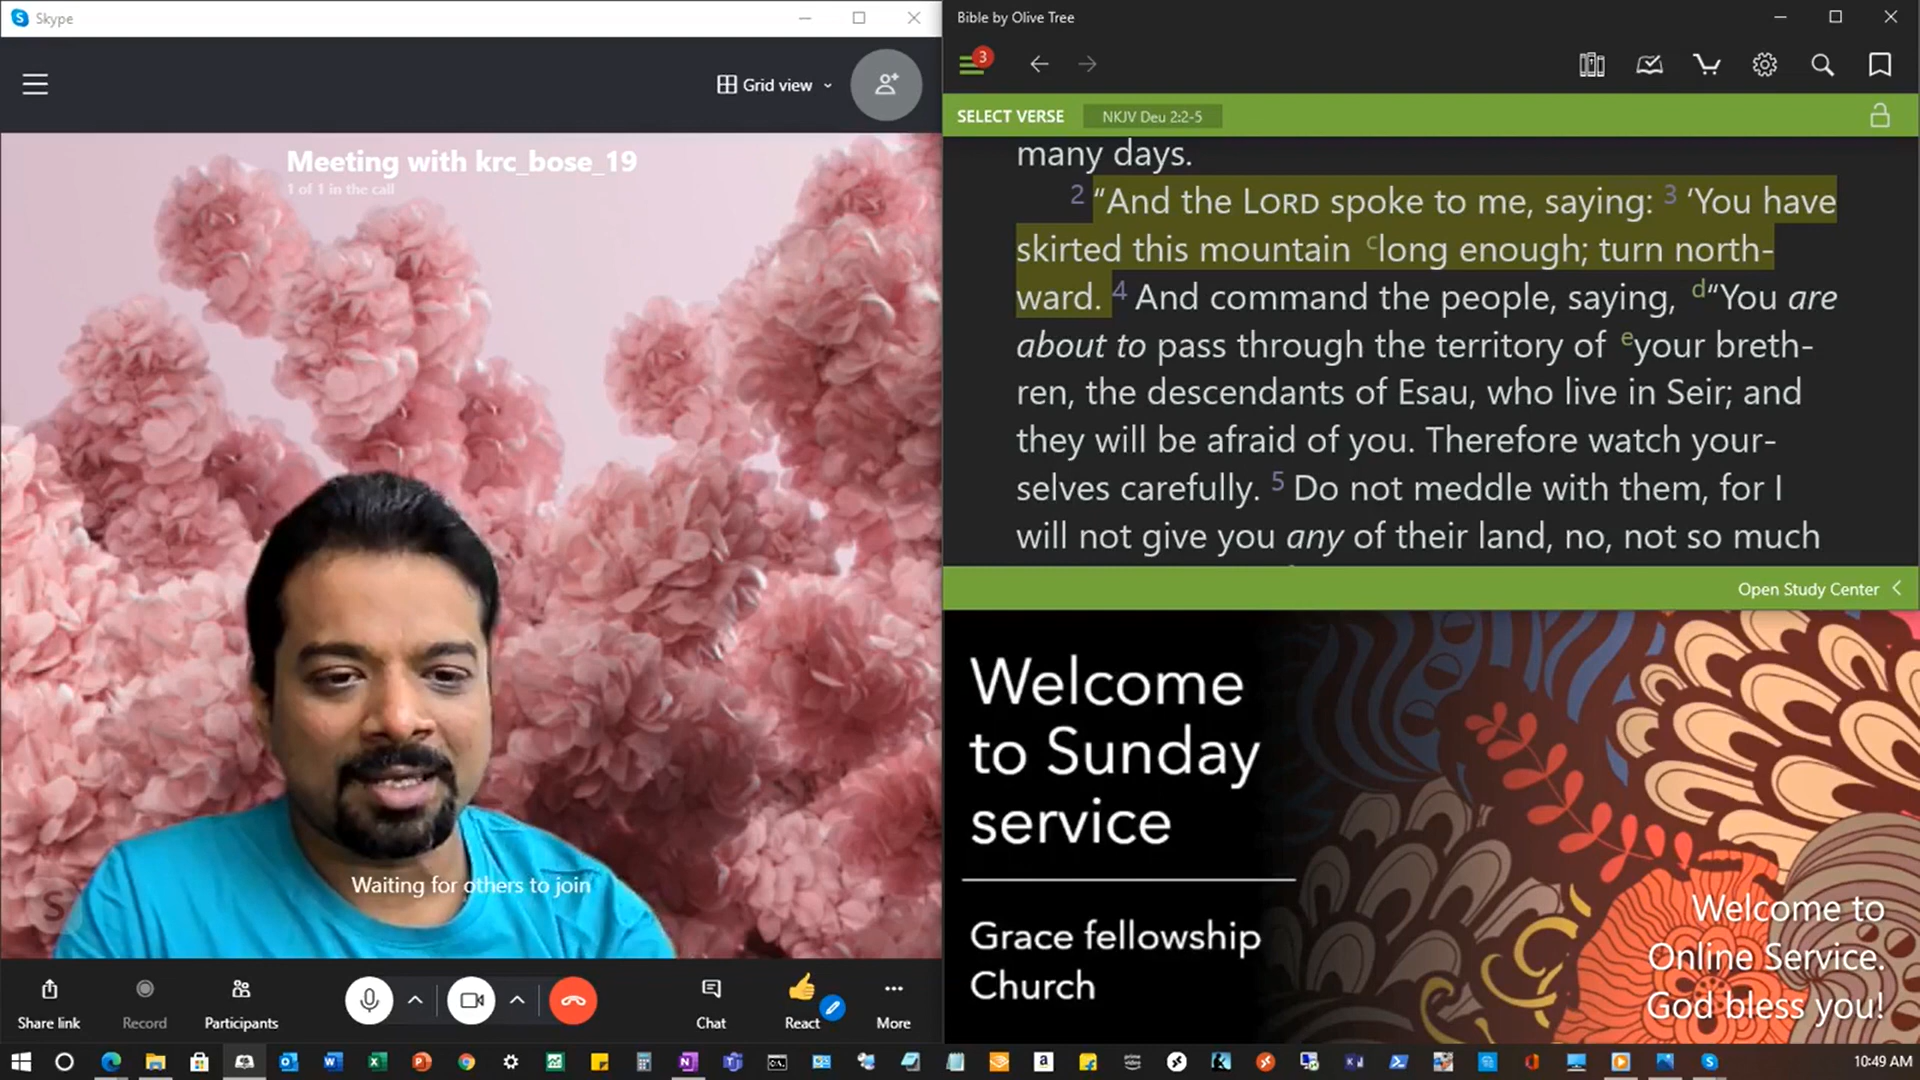 Skype
Grid view
Meeting with krc_bose_19
1 of 1 in the call
Waiting for others to join
Share link
Record
Participants
Chat
React
More
Bible by Olive Tree
3
SELECT VERSE
NKJV Deu 2:2-5
many days.
2 “And the LORD spoke to me, saying: 3 ‘You have
skirted this mountain clong enough; turn north-
ward. 4 And command the people, saying, d“You are
about to pass through the territory of eyour breth-
ren, the descendants of Esau, who live in Seir; and
they will be afraid of you. Therefore watch your-
selves carefully. 5 Do not meddle with them, for I
will not give you any of their land, no, not so much
Open Study Center
Welcome
to Sunday
service
Grace fellowship
Church
Welcome to
Online Service.
God bless you!
10:49 AM